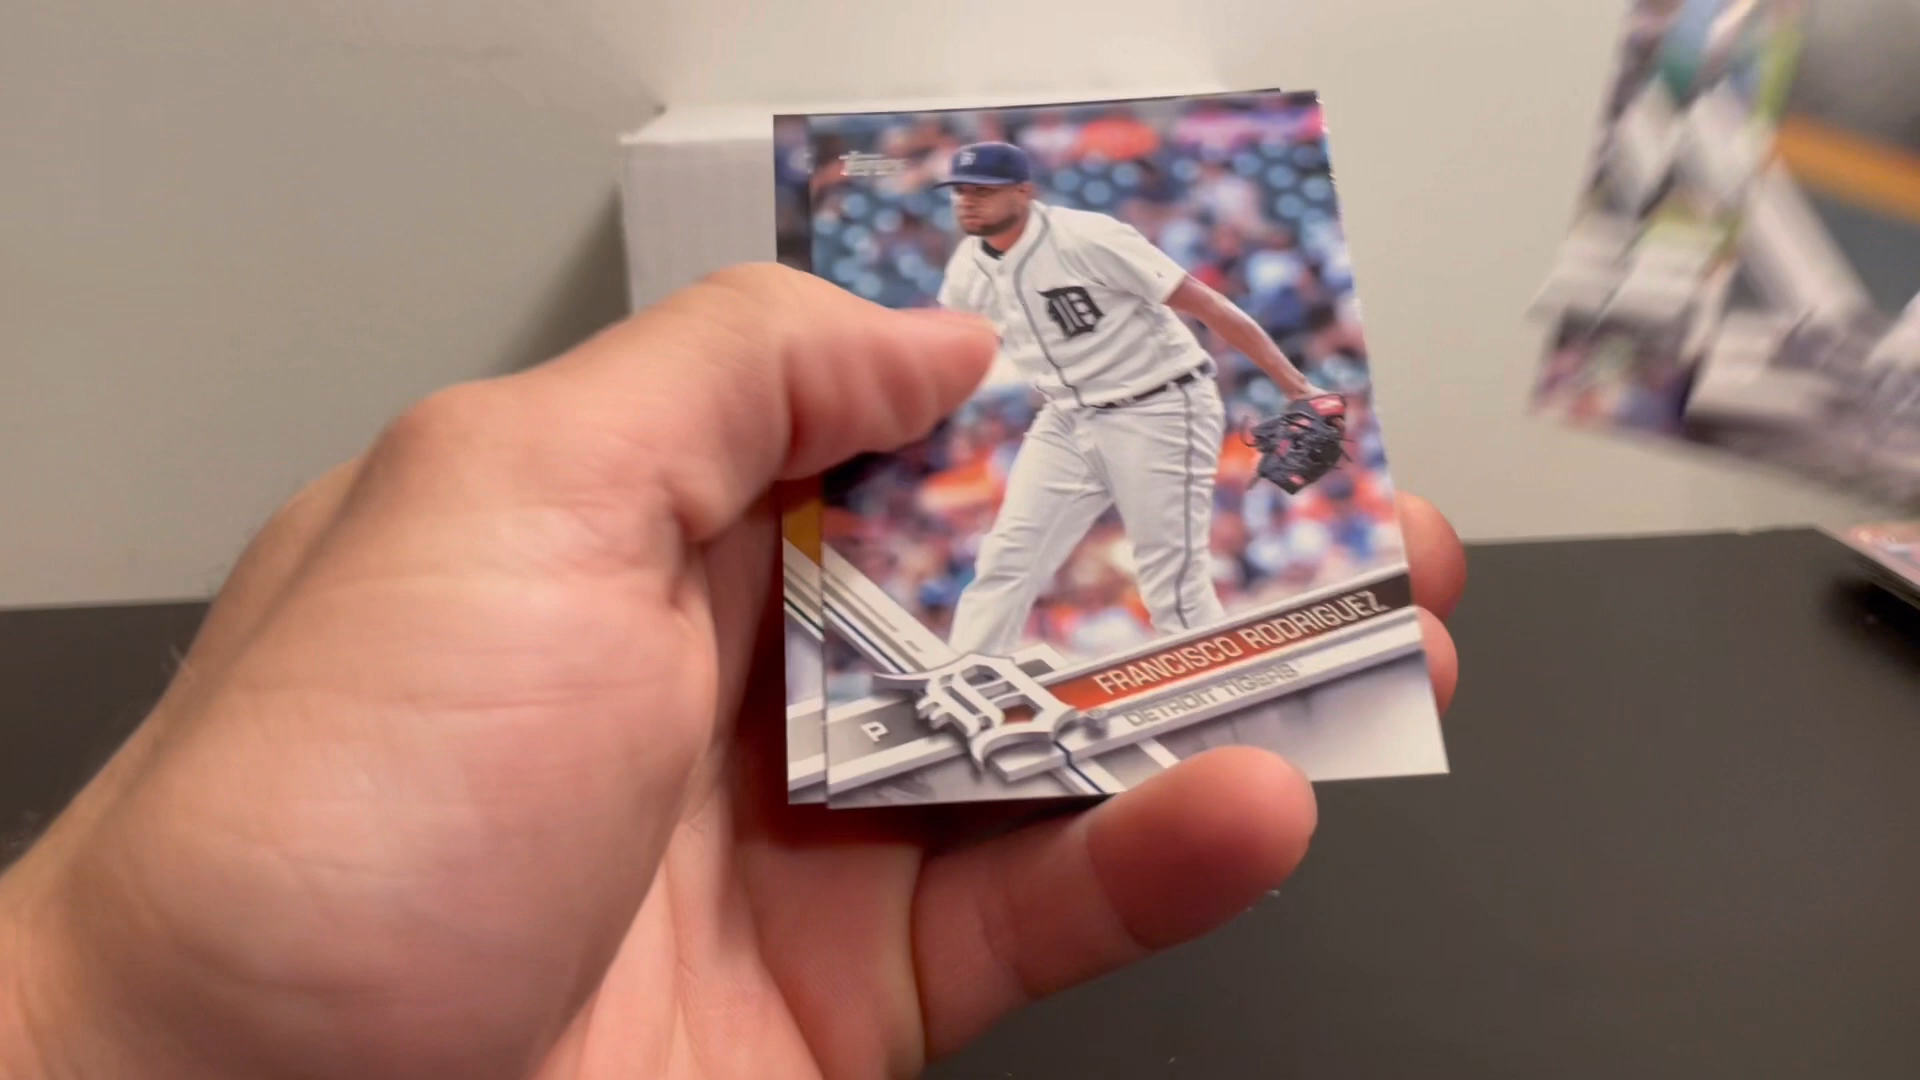 Topps
D
FRANCISCO RODRIGUEZ
DETROIT TIGERS
P
D